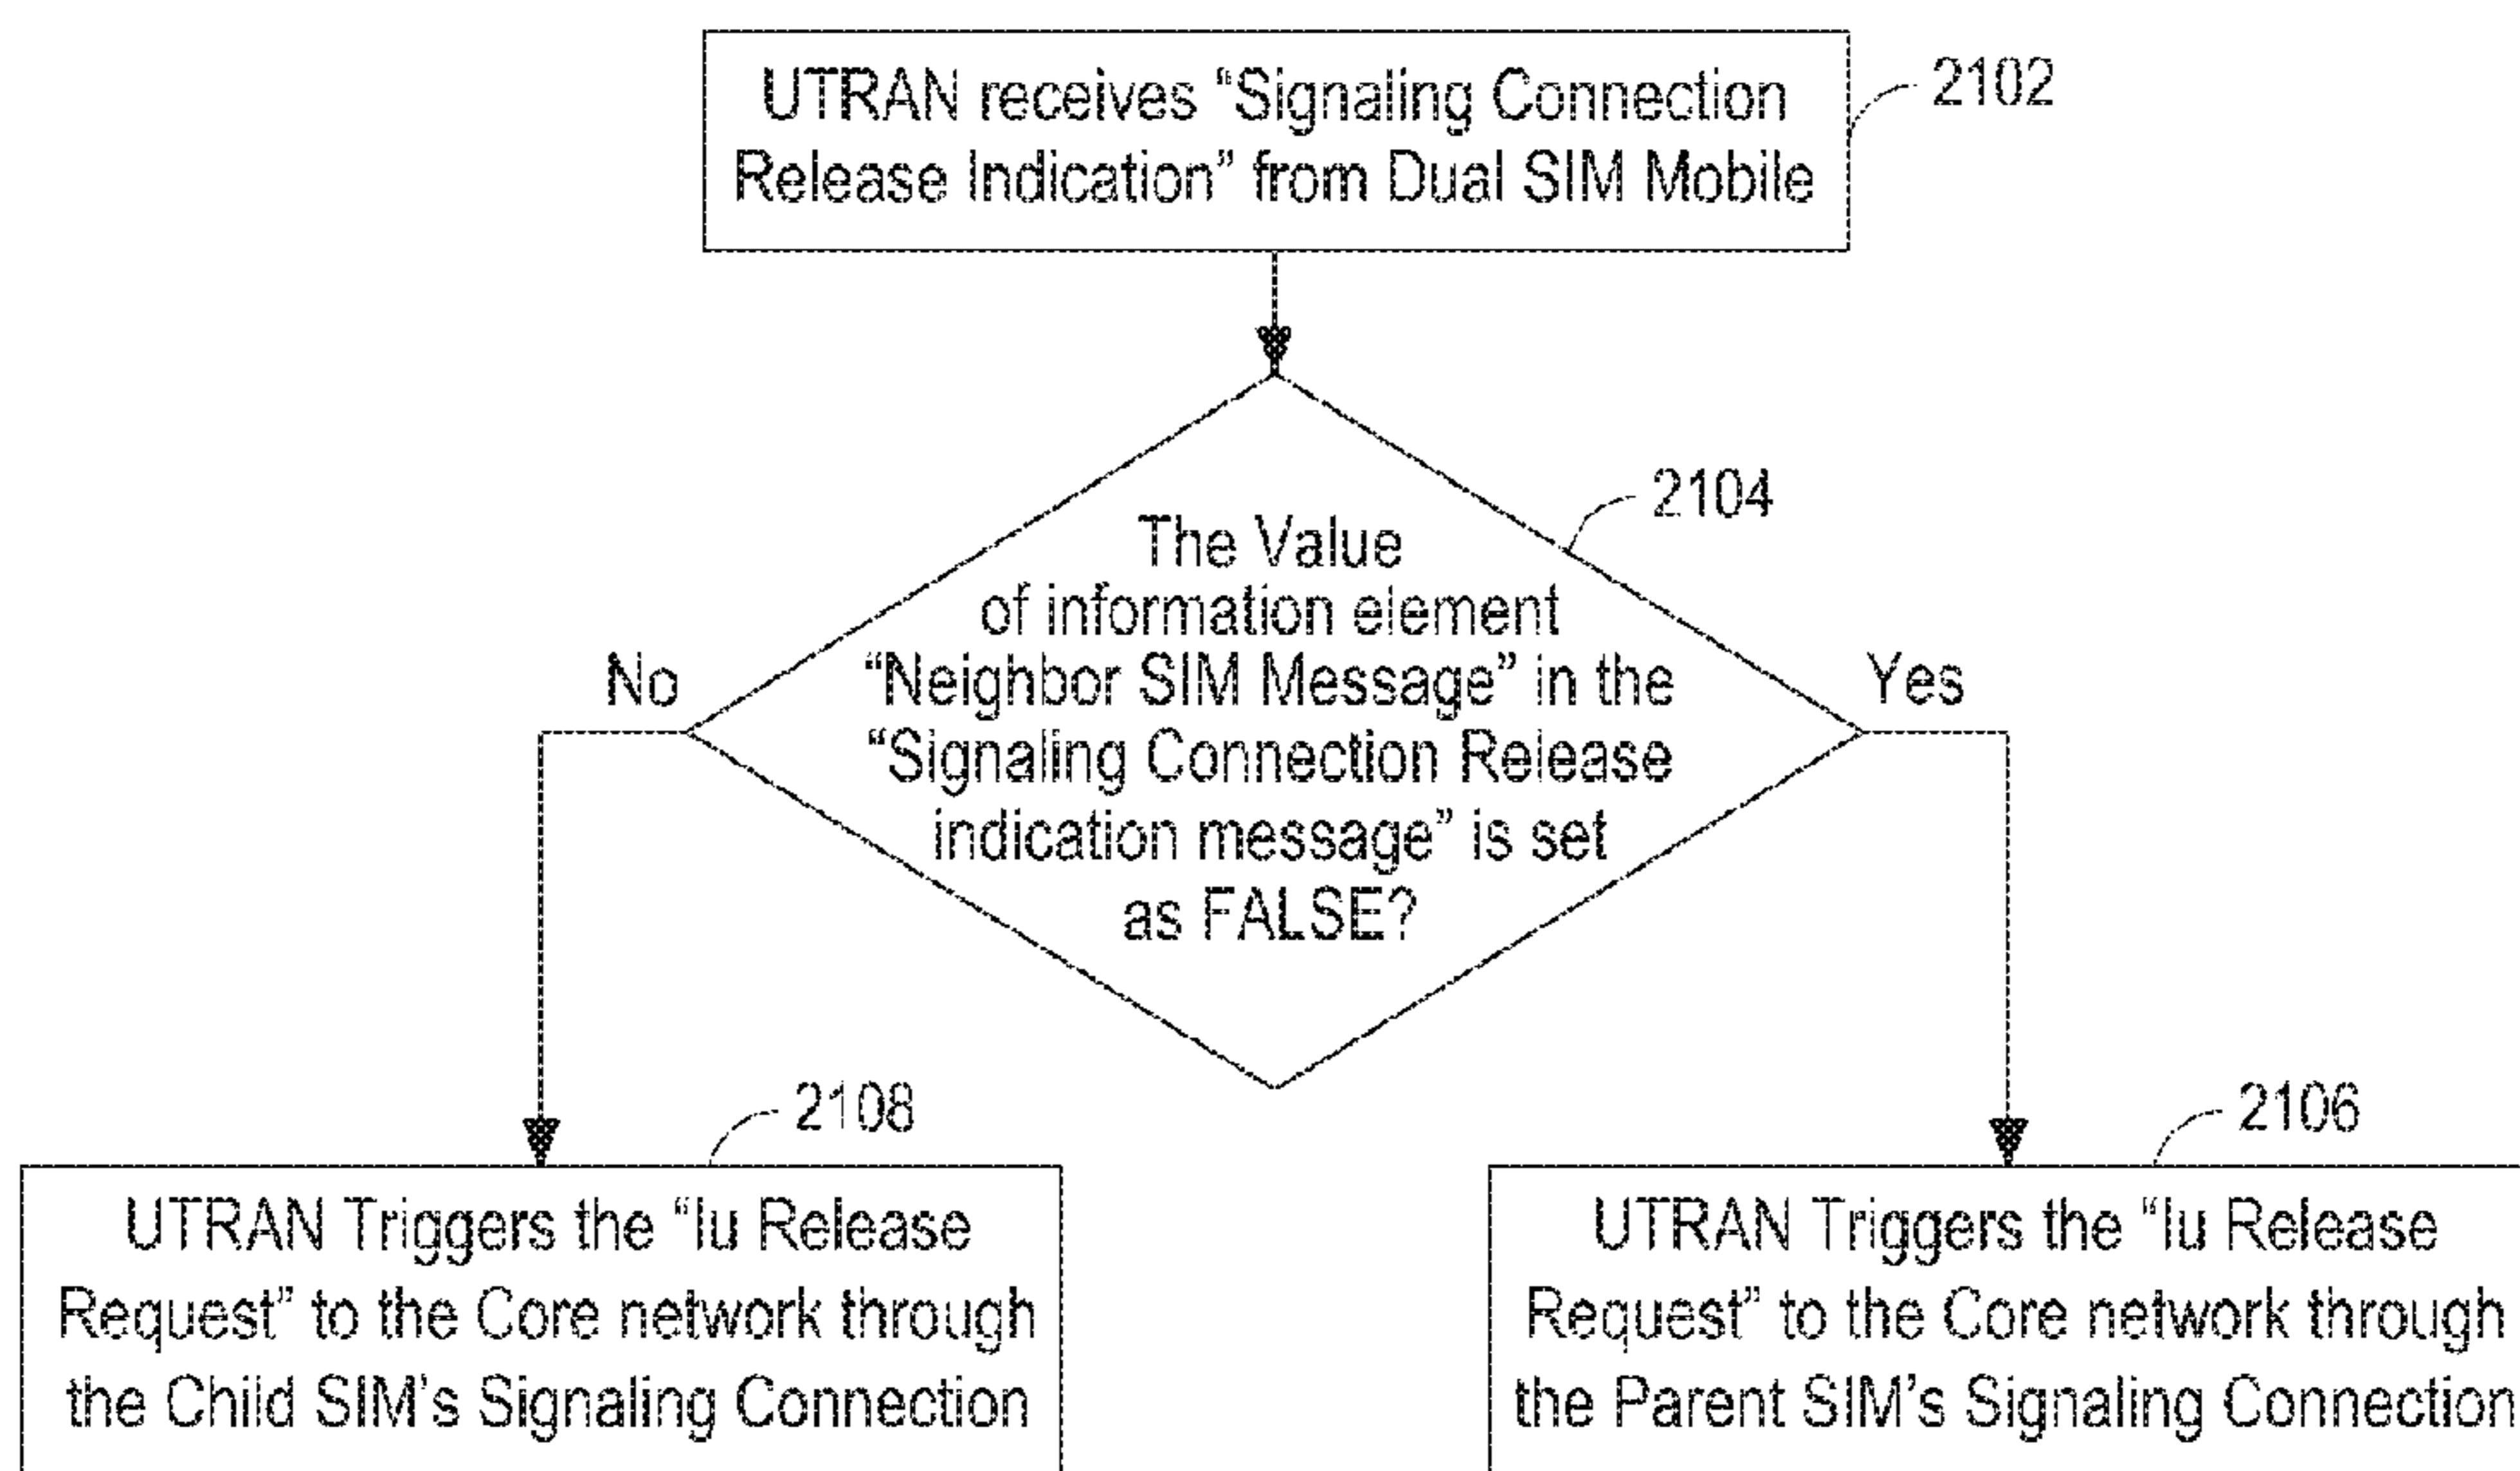 UTRAN receives “Signaling Connection
Release Indication” from Dual SIM Mobile
2102
The Value
of information element
“Neighbor SIM Message” in the
“Signaling Connection Release
indication message” is set
as FALSE?
2104
No
Yes
2108
UTRAN Triggers the “Iu Release
Request” to the Core network through
the Child SIM’s Signaling Connection
2106
UTRAN Triggers the “Iu Release
Request” to the Core network through
the Parent SIM’s Signaling Connection